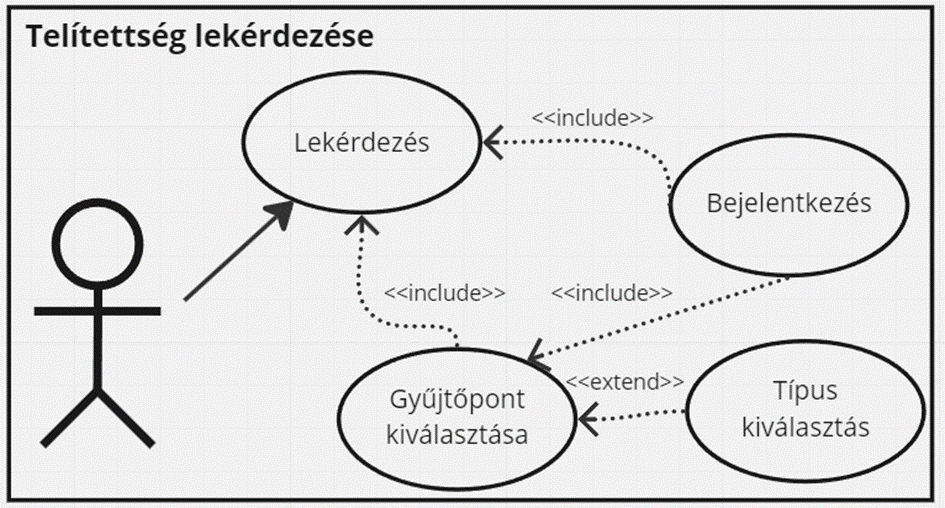 Telítettség lekérdezése
<<include>>
Lekérdezés
Bejelentkezés
<<include>>
<<include>>
<<extend>>
Gyűjtőpont
kiválasztása
Típus
kiválasztás